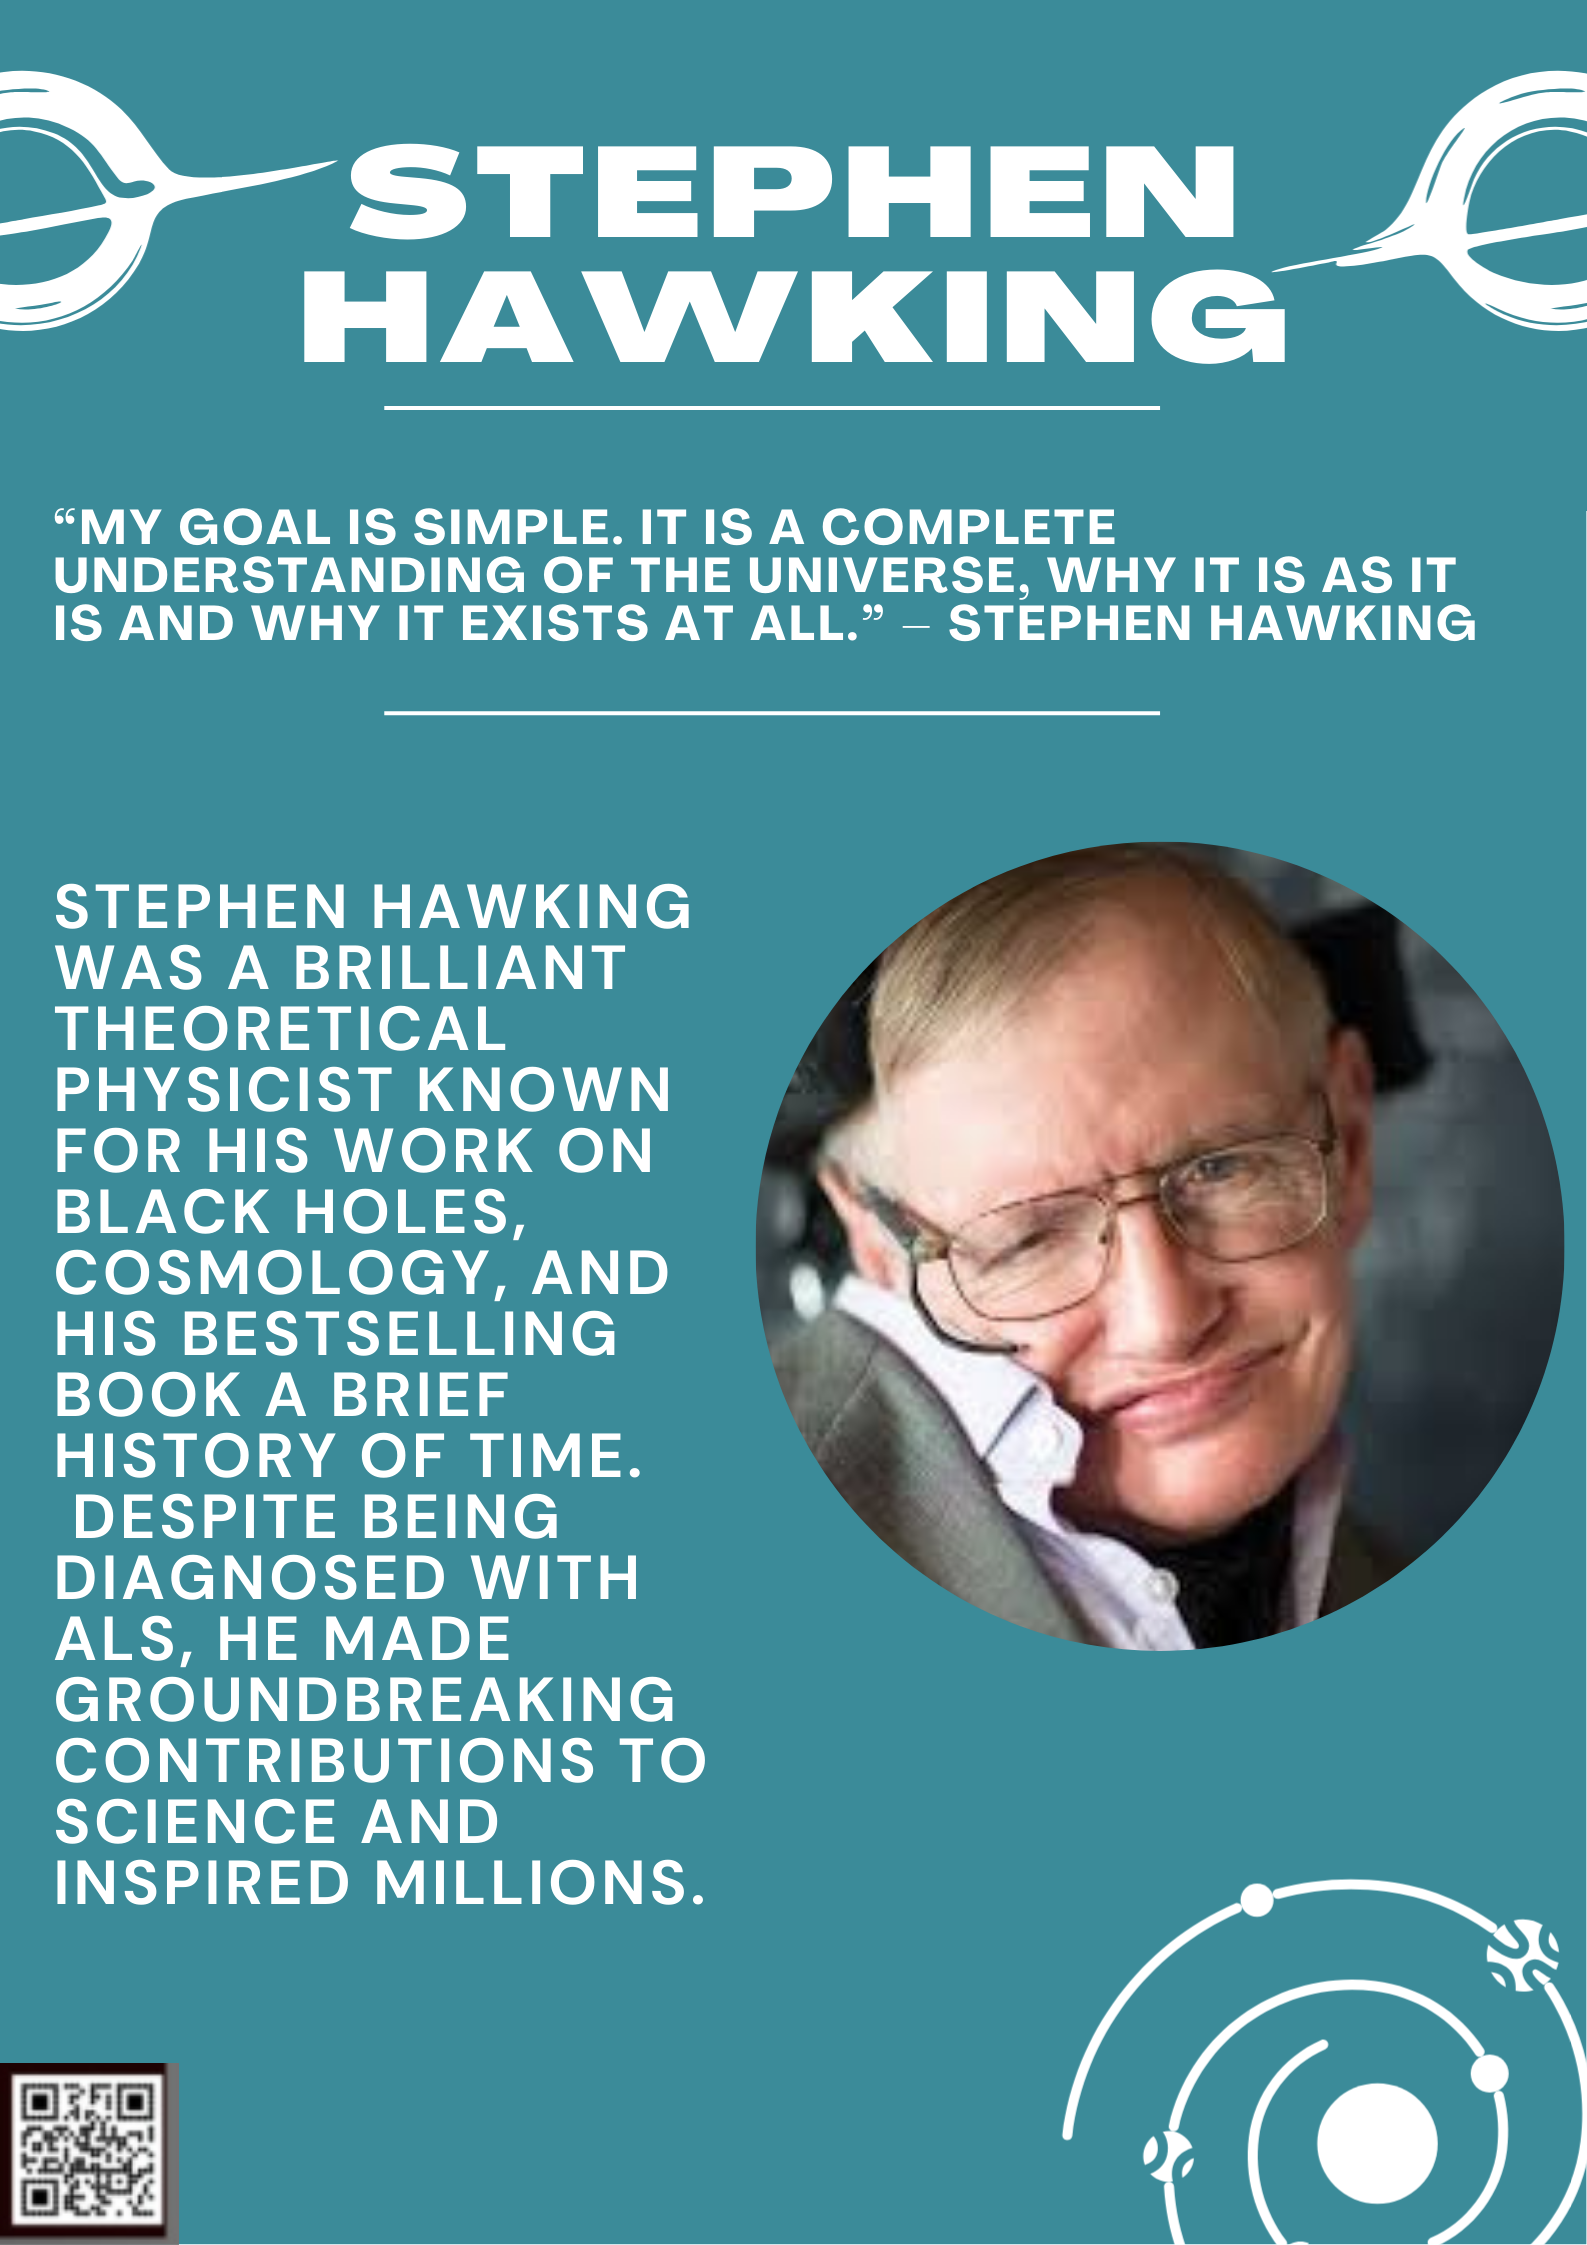 STEPHEN
HAWKING
“MY GOAL IS SIMPLE. IT IS A COMPLETE
UNDERSTANDING OF THE UNIVERSE, WHY IT IS AS IT
IS AND WHY IT EXISTS AT ALL.” – STEPHEN HAWKING
STEPHEN HAWKING
WAS A BRILLIANT
THEORETICAL
PHYSICIST KNOWN
FOR HIS WORK ON
BLACK HOLES,
COSMOLOGY, AND
HIS BESTSELLING
BOOK A BRIEF
HISTORY OF TIME.
DESPITE BEING
DIAGNOSED WITH
ALS, HE MADE
GROUNDBREAKING
CONTRIBUTIONS TO
SCIENCE AND
INSPIRED MILLIONS.